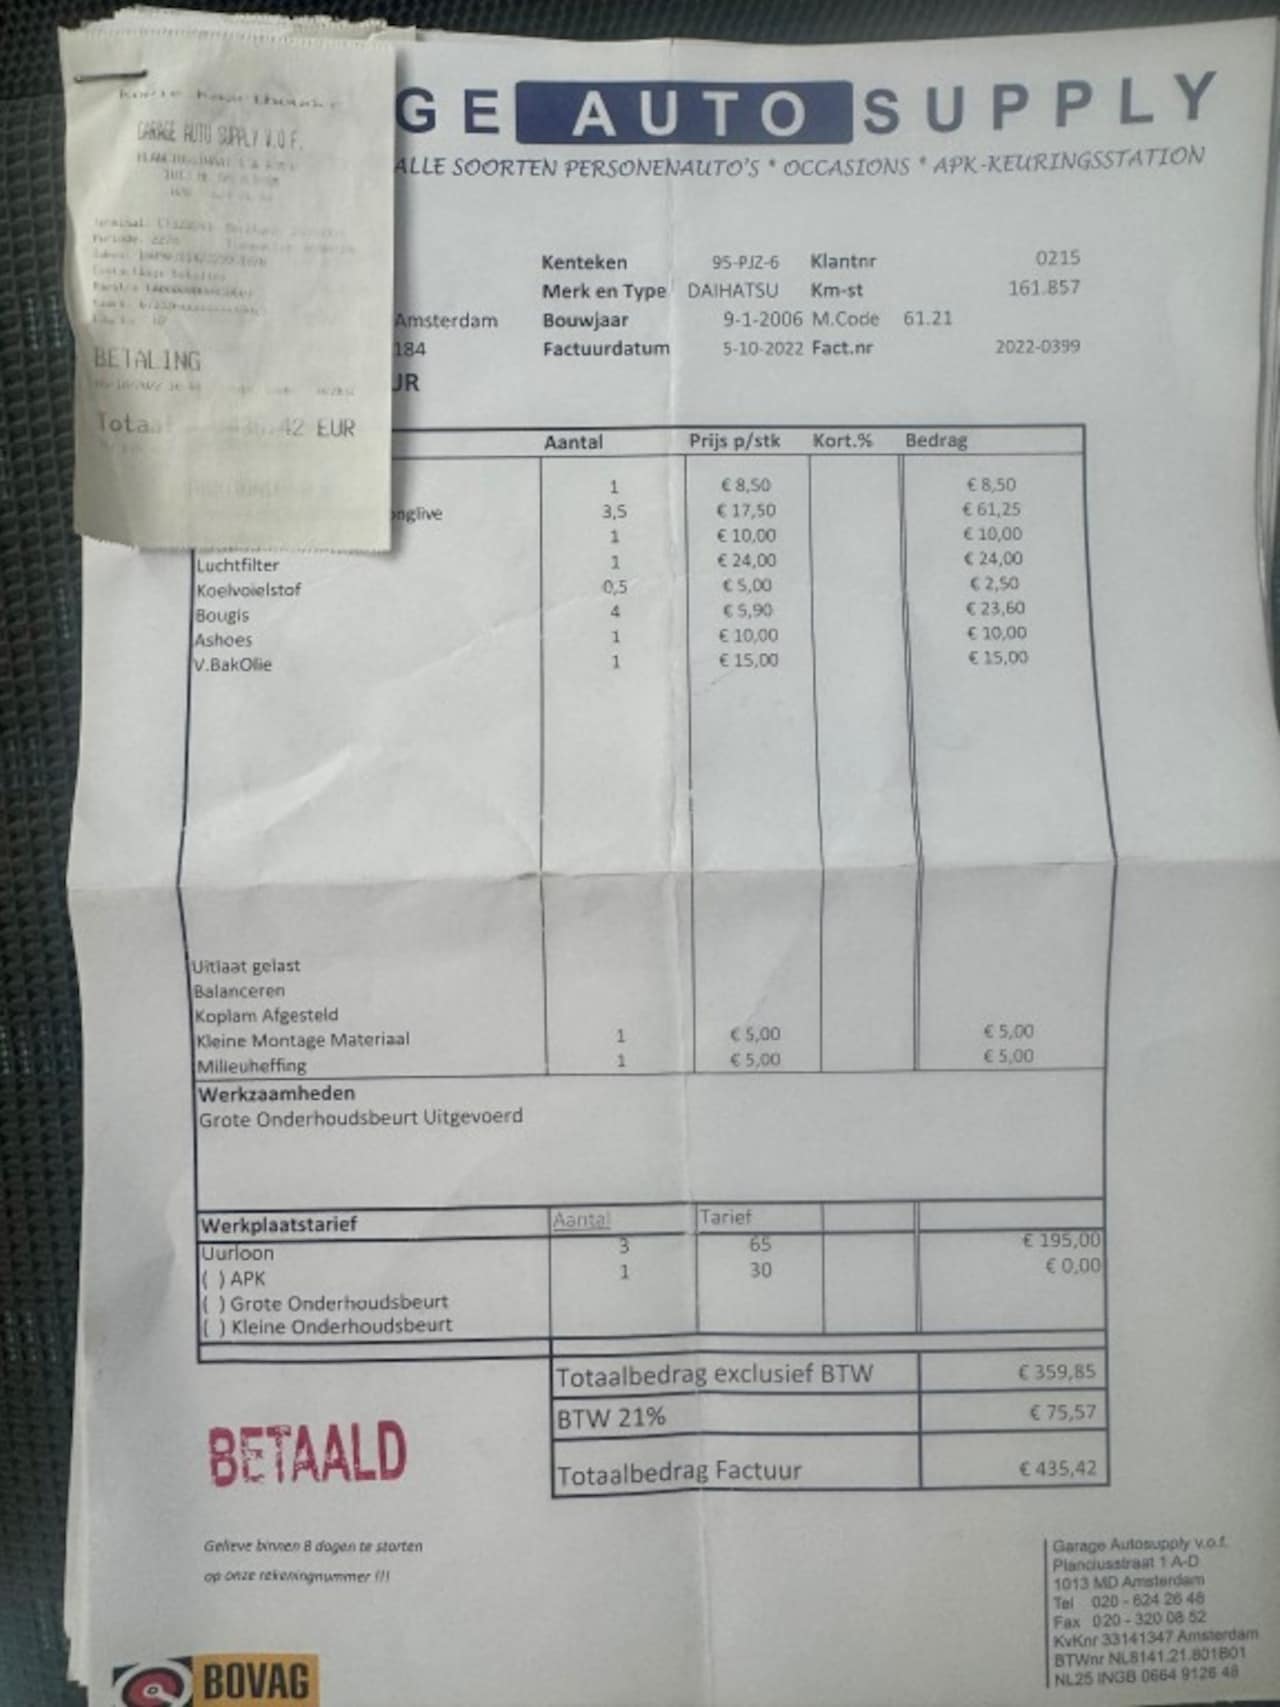 GE AUTO SUPPLY
ALLE SOORTEN PERSONENAUTO'S * OCCASIONS * APK-KEURINGSSTATION
GARAGE AUTO SUPPLY V.O.F.
BETALING
Totaal 42 EUR
Kenteken 95-PJZ-6 Klantnr 0215
Merk en Type DAIHATSU Km-st 161.857
Amsterdam Bouwjaar 9-1-2006 M.Code 61.21
184 Factuurdatum 5-10-2022 Fact.nr 2022-0399
UR
Aantal Prijs p/stk Kort.% Bedrag
1 € 8,50 € 8,50
onglive 3,5 € 17,50 € 61,25
1 € 10,00 € 10,00
Luchtfilter 1 € 24,00 € 24,00
Koelvoielstof 0,5 € 5,00 € 2,50
Bougis 4 € 5,90 € 23,60
Ashoes 1 € 10,00 € 10,00
V.BakOlie 1 € 15,00 € 15,00
Uitlaat gelast
Balanceren
Koplam Afgesteld
Kleine Montage Materiaal 1 € 5,00 € 5,00
Milieuheffing 1 € 5,00 € 5,00
Werkzaamheden
Grote Onderhoudsbeurt Uitgevoerd
Werkplaatstarief Aantal Tarief
Uurloon 3 65 € 195,00
( ) APK 1 30 € 0,00
( ) Grote Onderhoudsbeurt
( ) Kleine Onderhoudsbeurt
Totaalbedrag exclusief BTW € 359,85
BTW 21% € 75,57
Totaalbedrag Factuur € 435,42
BETAALD
Gelieve binnen 8 dagen te storten
op onze rekeningnummer !!!
Garage Autosupply v.o.f.
Planciusstraat 1 A-D
1013 MD Amsterdam
Tel 020 - 624 26 48
Fax 020 - 320 08 52
KvKnr 33141347 Amsterdam
BTWnr NL8141.21.801B01
NL25 INGB 0664 9126 48
BOVAG